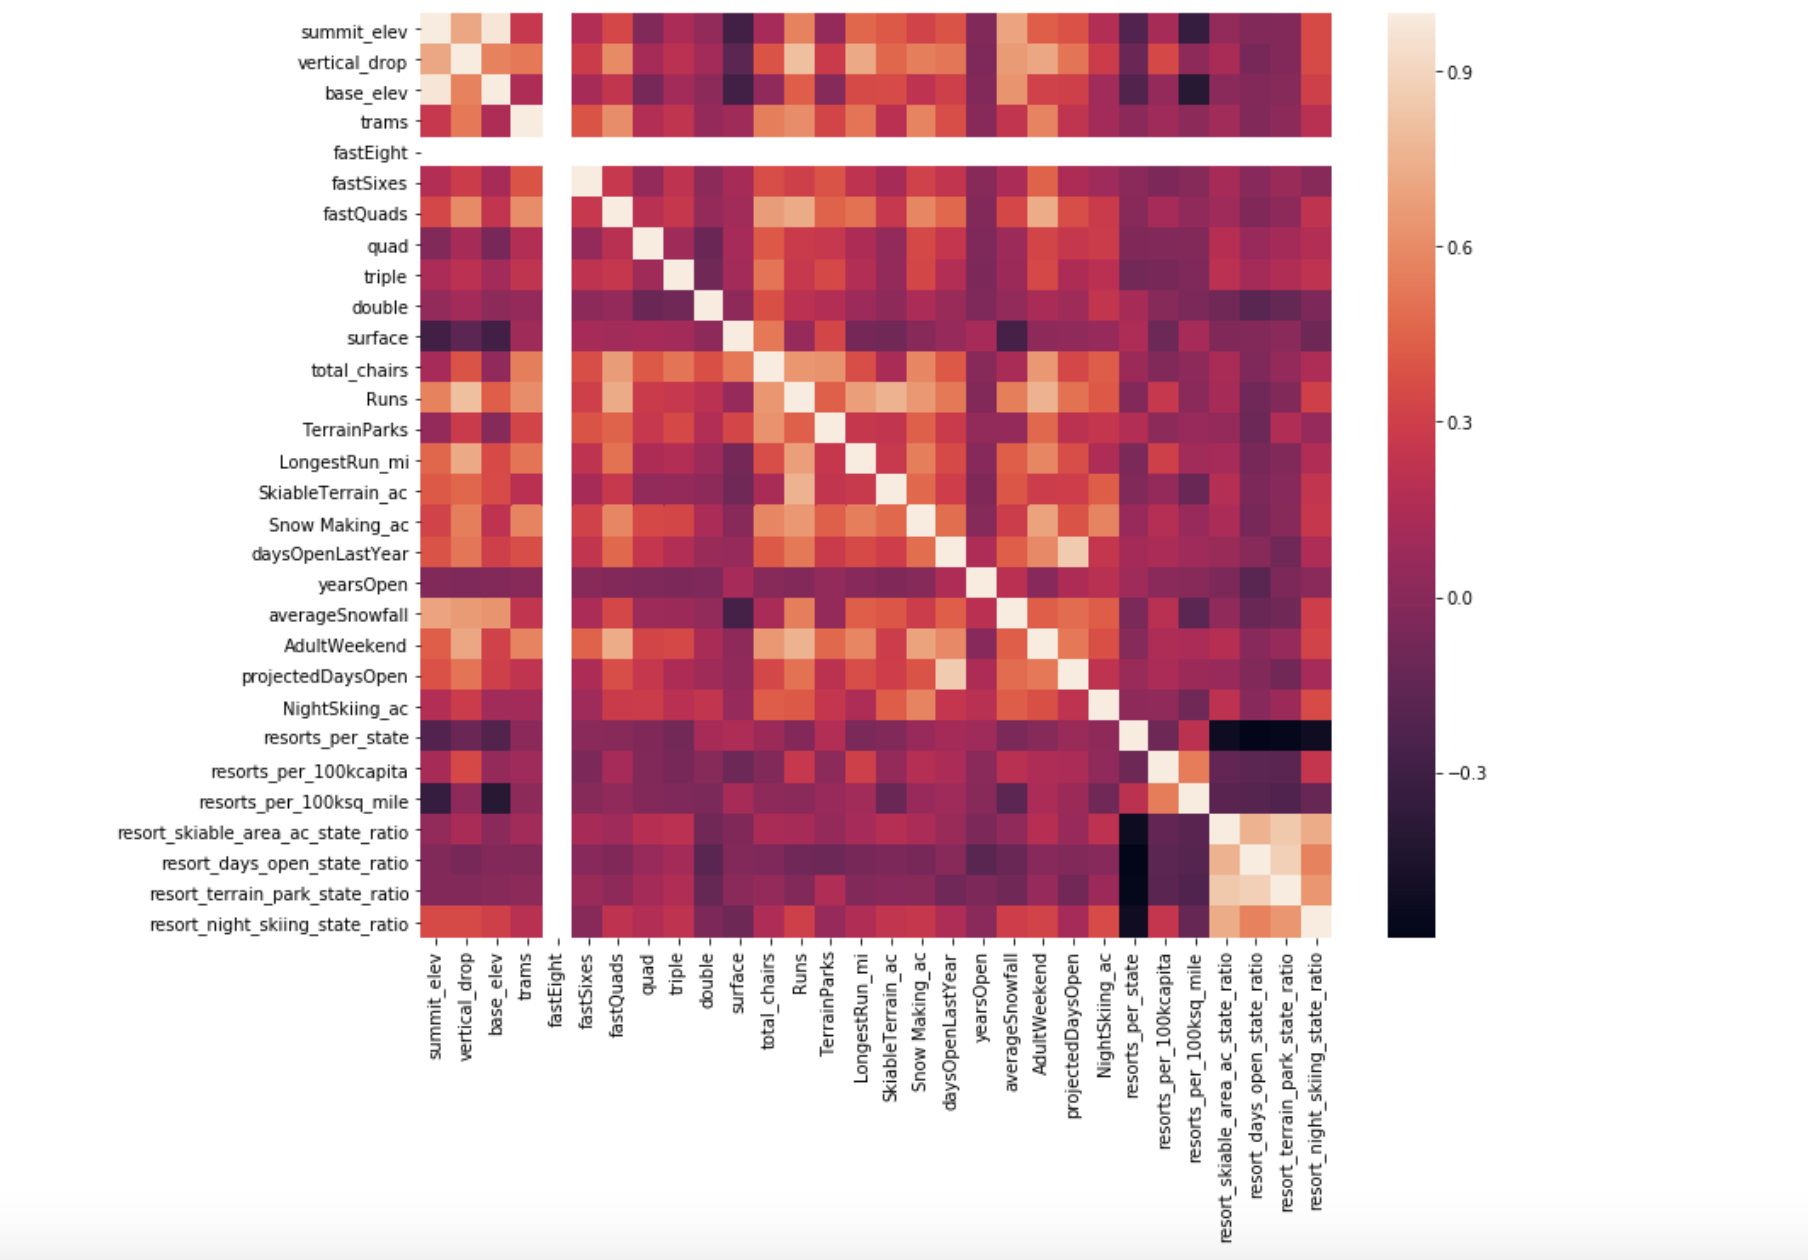 summit_elev
vertical_drop
base_elev
trams
fastEight
fastSixes
fastQuads
quad
triple
double
surface
total_chairs
Runs
TerrainParks
LongestRun_mi
SkiableTerrain_ac
Snow Making_ac
daysOpenLastYear
yearsOpen
averageSnowfall
AdultWeekend
projectedDaysOpen
NightSkiing_ac
resorts_per_state
resorts_per_100kcapita
resorts_per_100ksq_mile
resort_skiable_area_ac_state_ratio
resort_days_open_state_ratio
resort_terrain_park_state_ratio
resort_night_skiing_state_ratio
summit_elev
vertical_drop
base_elev
trams
fastEight
fastSixes
fastQuads
quad
triple
double
surface
total_chairs
Runs
TerrainParks
LongestRun_mi
SkiableTerrain_ac
Snow Making_ac
daysOpenLastYear
yearsOpen
averageSnowfall
AdultWeekend
projectedDaysOpen
NightSkiing_ac
resorts_per_state
resorts_per_100kcapita
resorts_per_100ksq_mile
resort_skiable_area_ac_state_ratio
resort_days_open_state_ratio
resort_terrain_park_state_ratio
resort_night_skiing_state_ratio
0.9
0.6
0.3
0.0
−0.3